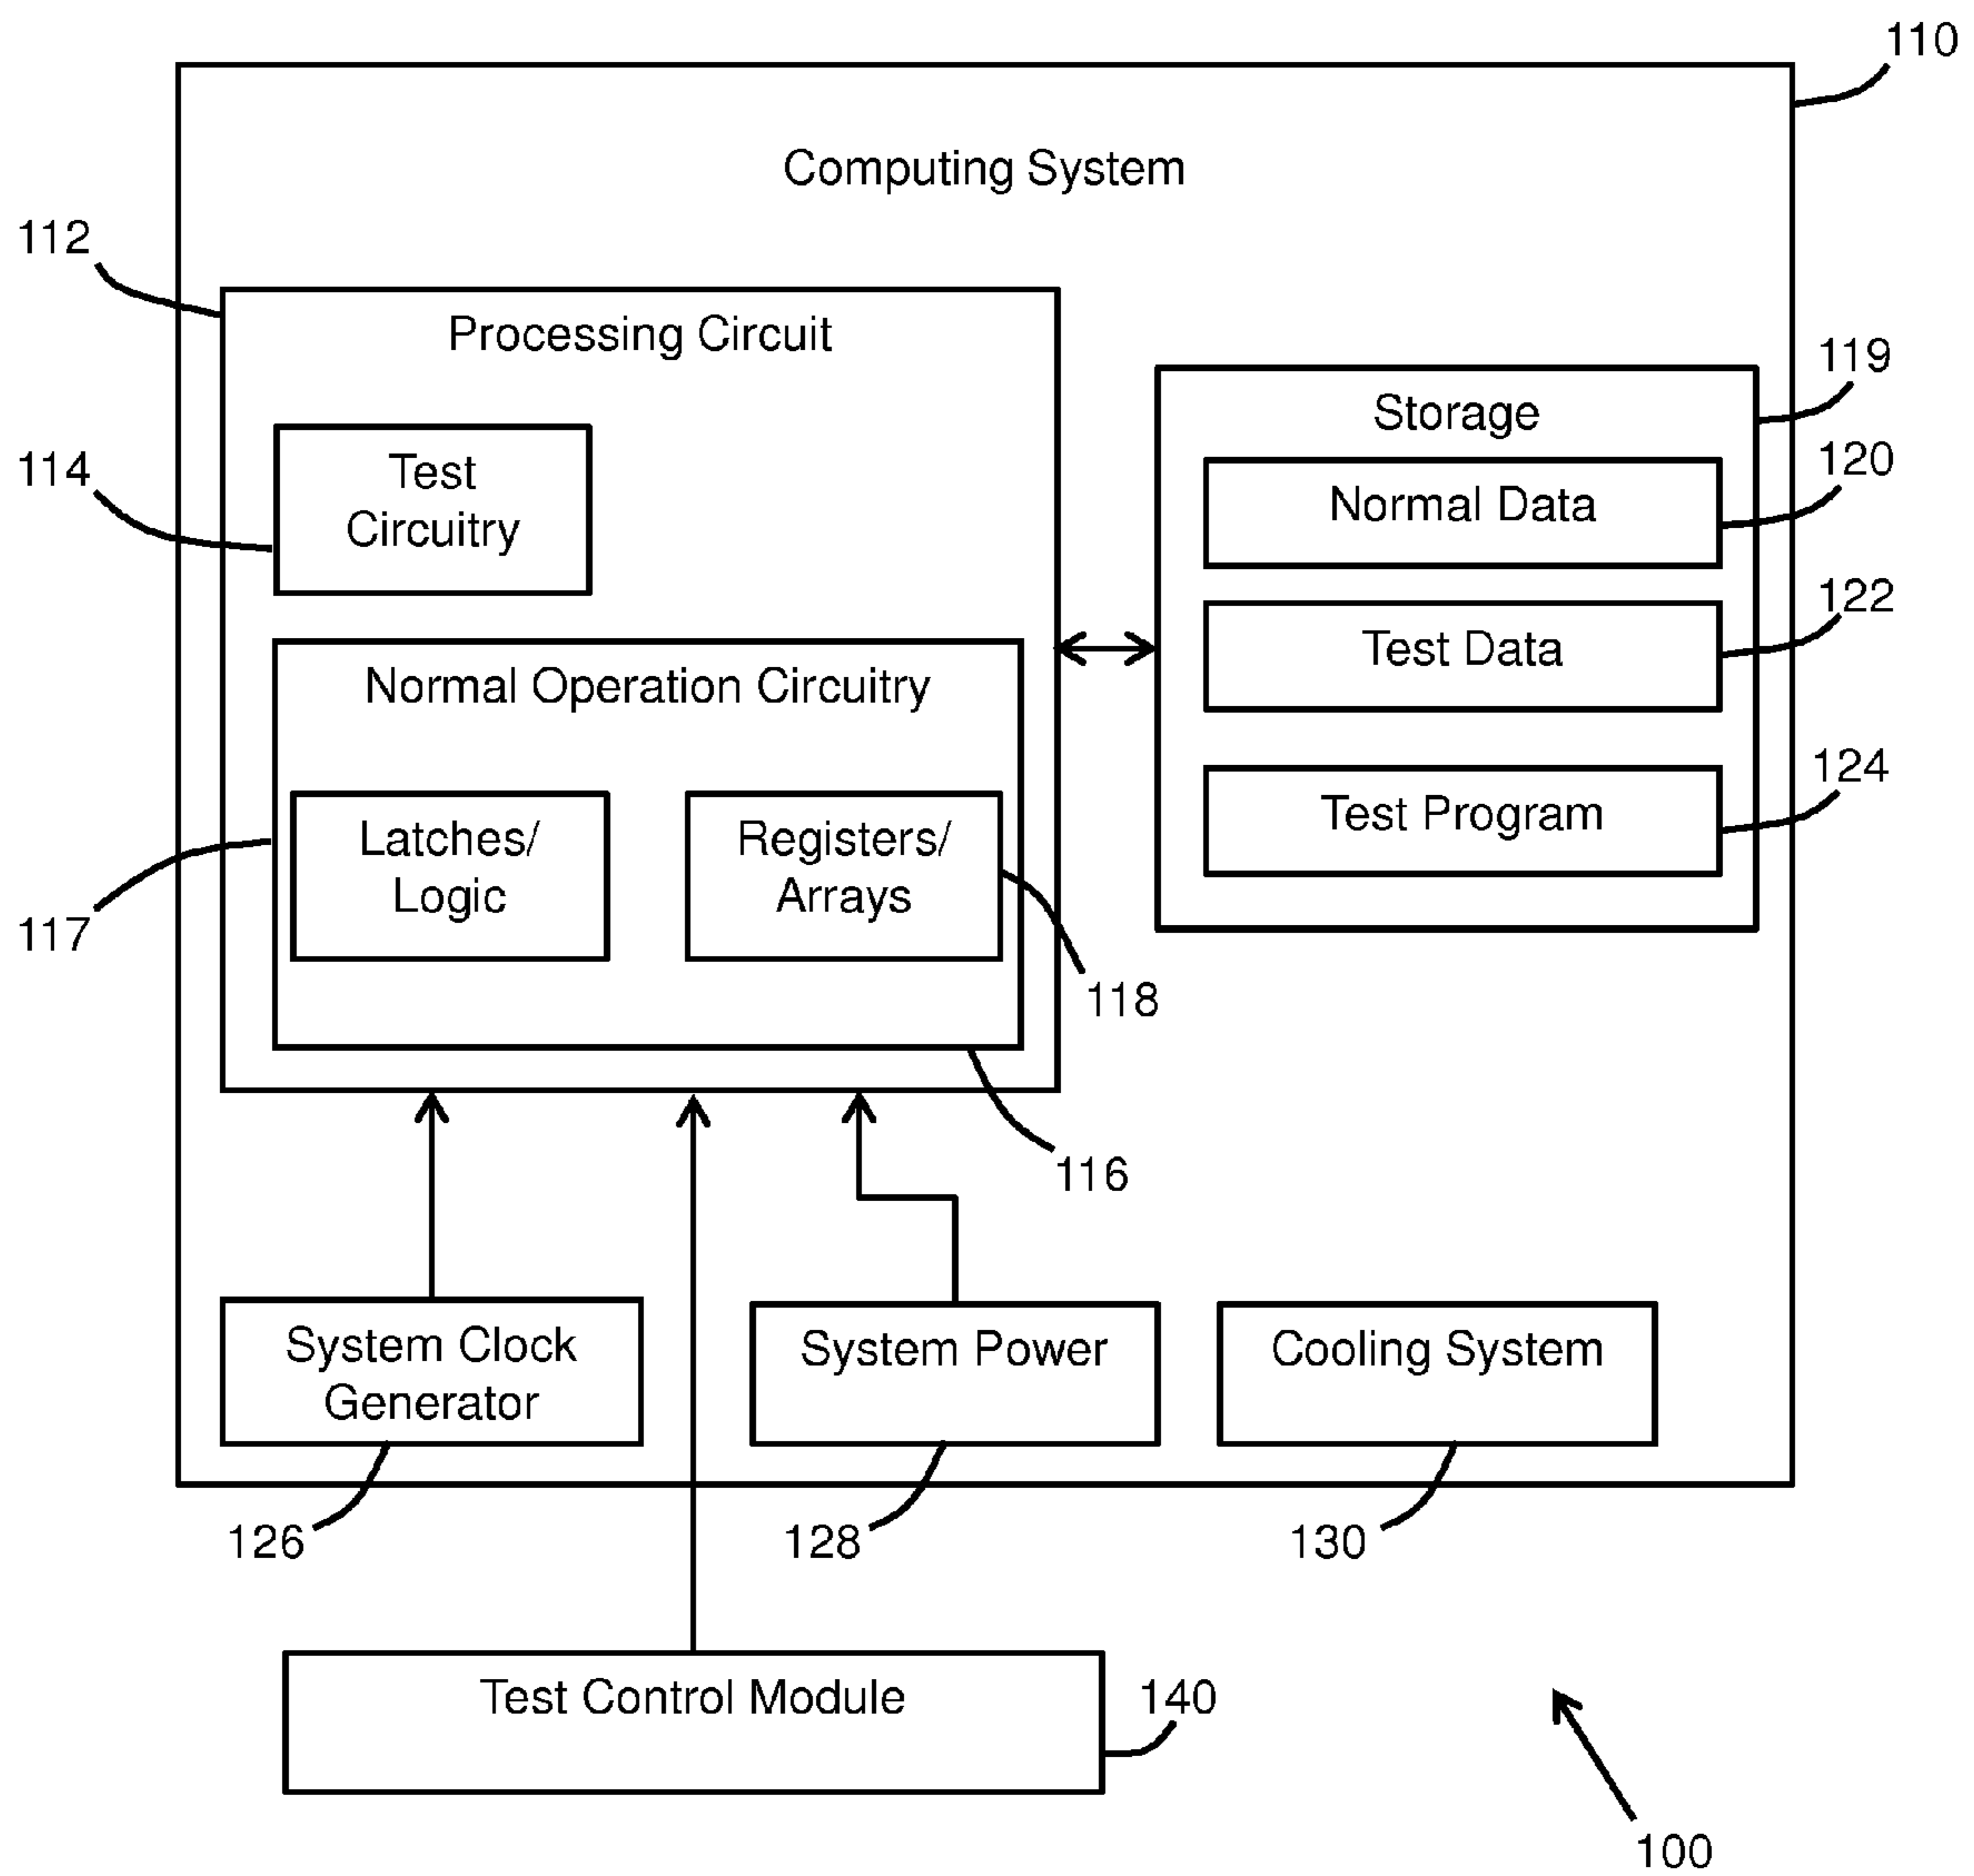 110
Computing System
112
Processing Circuit
119
Storage
114
Test
Circuitry
120
Normal Data
122
Test Data
Normal Operation Circuitry
124
Test Program
117
Latches/
Logic
Registers/
Arrays
118
116
System Clock
Generator
System Power
Cooling System
126
128
130
Test Control Module
140
100